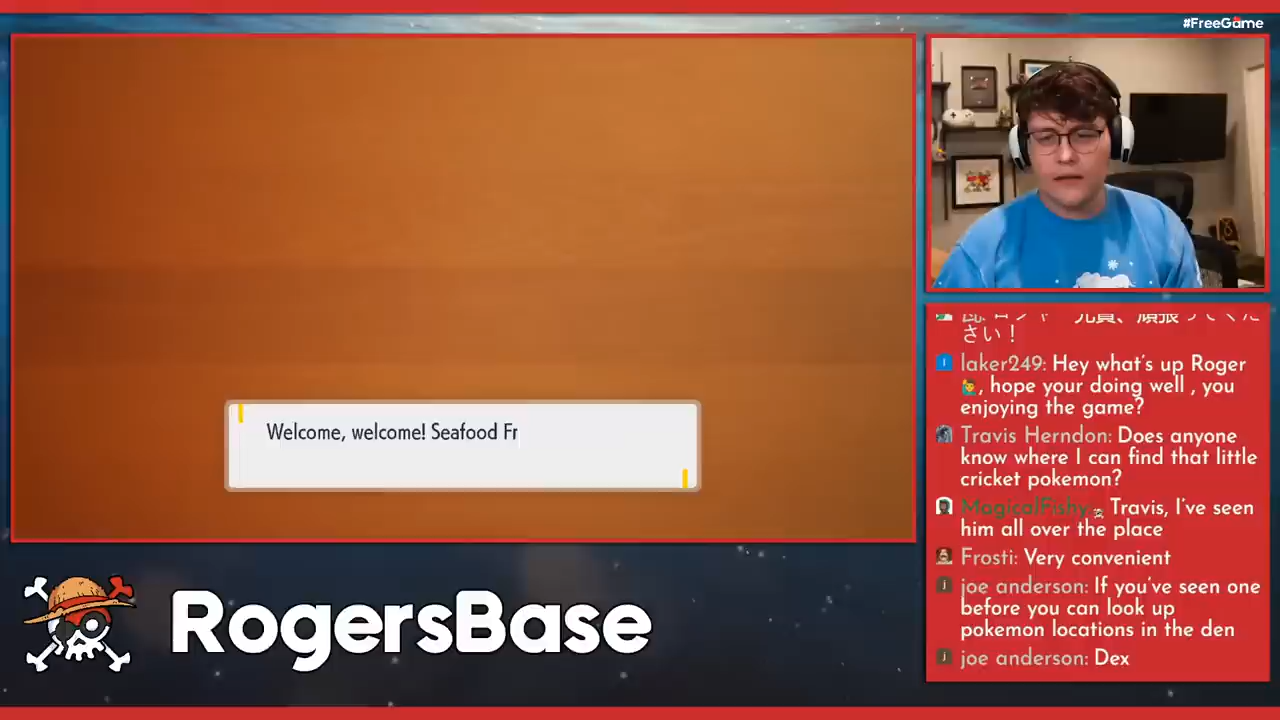 #FreeGame
Welcome, welcome! Seafood Fr
さい！
laker249: Hey what's up Roger
🙋‍♂️, hope your doing well , you
enjoying the game?
Travis Herndon: Does anyone
know where I can find that little
cricket pokemon?
MagicalFishy Travis, I've seen
him all over the place
Frosti: Very convenient
joe anderson: If you've seen one
before you can look up
pokemon locations in the den
joe anderson: Dex
RogersBase